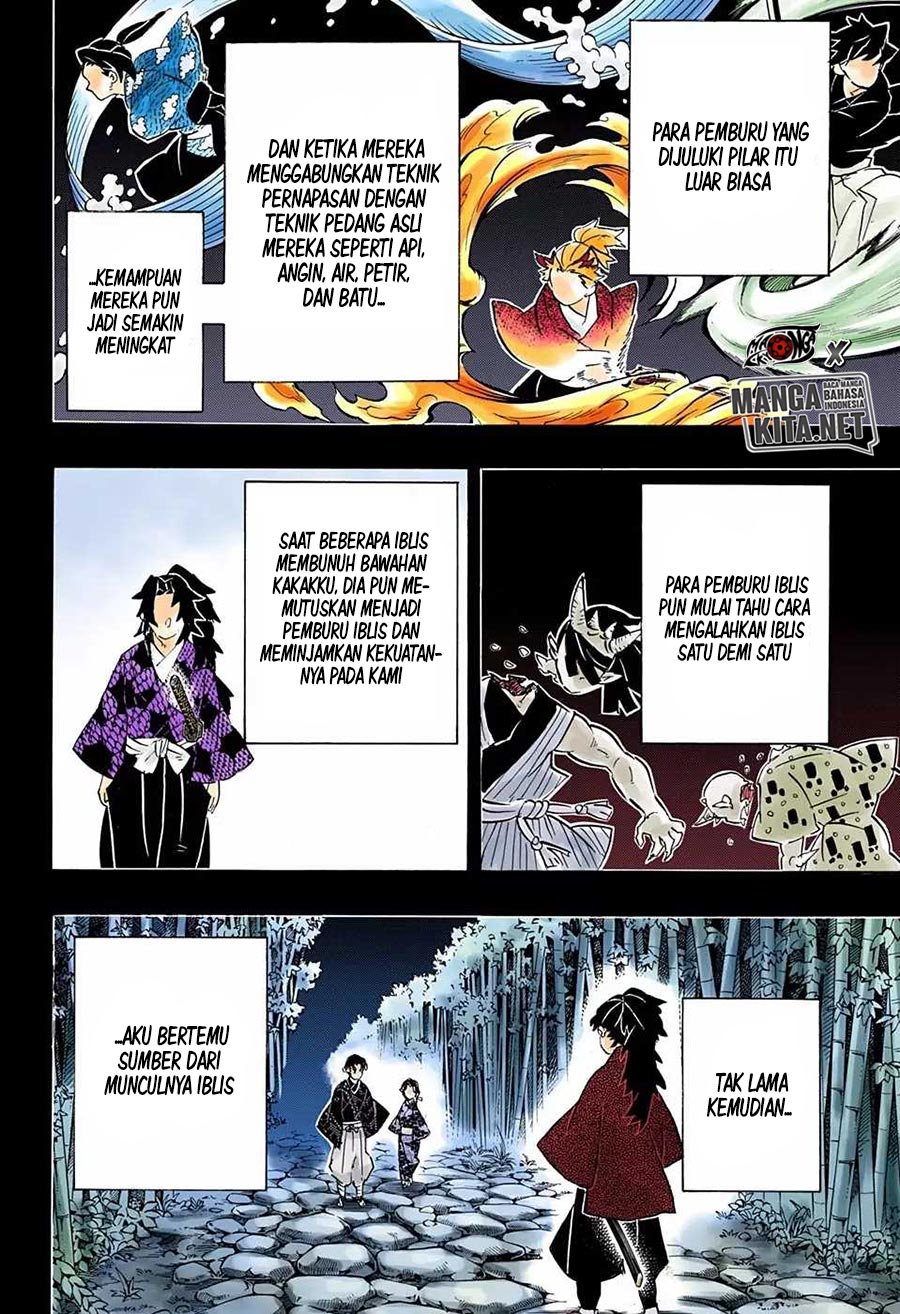 PARA PEMBURU YANG
DIJULUKI PILAR ITU
LUAR BIASA
DAN KETIKA MEREKA
MENGGABUNGKAN TEKNIK
PERNAPASAN DENGAN
TEKNIK PEDANG ASLI
MEREKA SEPERTI API,
ANGIN, AIR, PETIR,
DAN BATU...
...KEMAMPUAN
MEREKA PUN
JADI SEMAKIN
MENINGKAT
X
MANGA
BACA MANGA
BAHASA
INDONESIA
KITA.NET
PARA PEMBURU IBLIS
PUN MULAI TAHU CARA
MENGALAHKAN IBLIS
SATU DEMI SATU
SAAT BEBERAPA IBLIS
MEMBUNUH BAWAHAN
KAKAKKU, DIA PUN ME-
MUTUSKAN MENJADI
PEMBURU IBLIS DAN
MEMINJAMKAN KEKUATAN-
NYA PADA KAMI
TAK LAMA
KEMUDIAN...
...AKU BERTEMU
SUMBER DARI
MUNCULNYA IBLIS